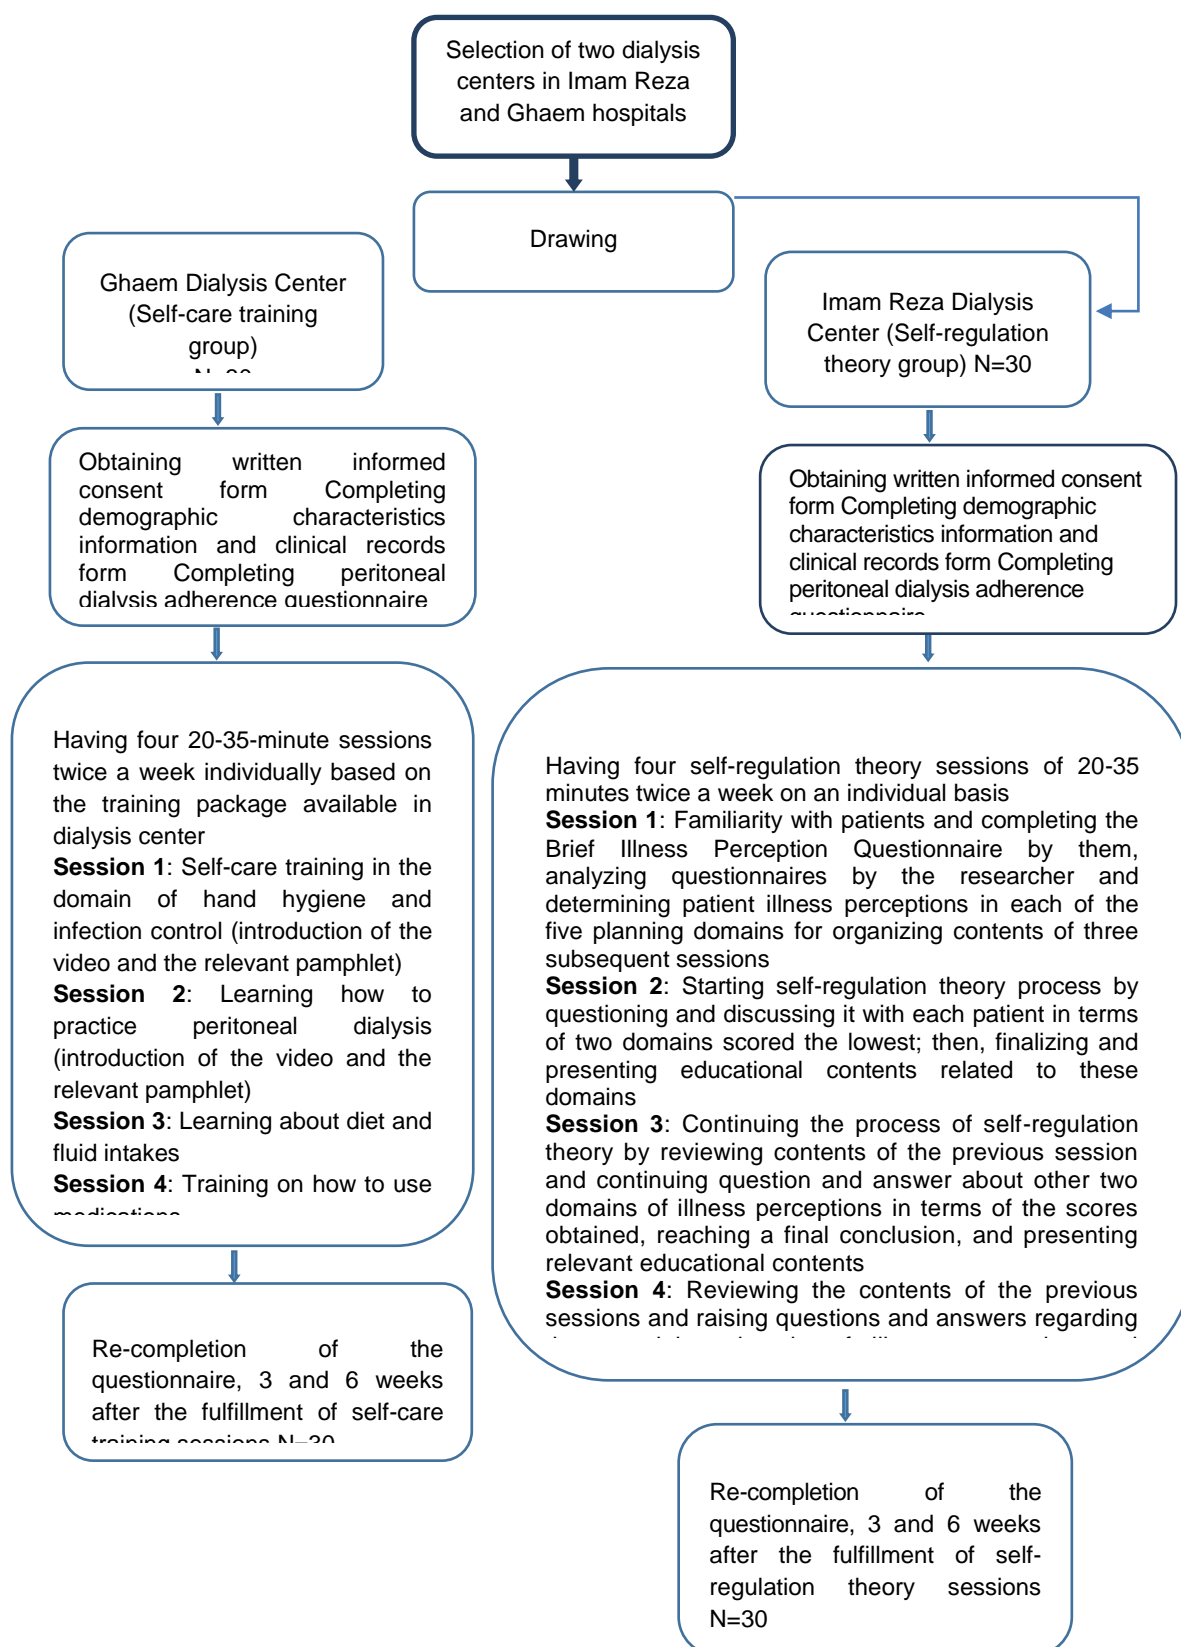 Selection of two dialysis
centers in Imam Reza
and Ghaem hospitals
Drawing
Ghaem Dialysis Center
(Self-care training
group)
Imam Reza Dialysis
Center (Self-regulation
theory group) N=30
Obtaining written informed
consent form Completing
demographic characteristics
information and clinical records
form Completing peritoneal
dialysis adherence questionnaire
Obtaining written informed consent
form Completing demographic
characteristics information and
clinical records form Completing
peritoneal dialysis adherence
questionnaire
Having four 20-35-minute sessions
twice a week individually based on
the training package available in
dialysis center
Session 1: Self-care training in the
domain of hand hygiene and
infection control (introduction of the
video and the relevant pamphlet)
Session 2: Learning how to
practice peritoneal dialysis
(introduction of the video and the
relevant pamphlet)
Session 3: Learning about diet and
fluid intakes
Session 4: Training on how to use
medications
Having four self-regulation theory sessions of 20-35
minutes twice a week on an individual basis
Session 1: Familiarity with patients and completing the
Brief Illness Perception Questionnaire by them,
analyzing questionnaires by the researcher and
determining patient illness perceptions in each of the
five planning domains for organizing contents of three
subsequent sessions
Session 2: Starting self-regulation theory process by
questioning and discussing it with each patient in terms
of two domains scored the lowest; then, finalizing and
presenting educational contents related to these
domains
Session 3: Continuing the process of self-regulation
theory by reviewing contents of the previous session
and continuing question and answer about other two
domains of illness perceptions in terms of the scores
obtained, reaching a final conclusion, and presenting
relevant educational contents
Session 4: Reviewing the contents of the previous
sessions and raising questions and answers regarding
Re-completion of the
questionnaire, 3 and 6 weeks
after the fulfillment of self-care
training sessions N=30
Re-completion of the
questionnaire, 3 and 6 weeks
after the fulfillment of self-
regulation theory sessions
N=30